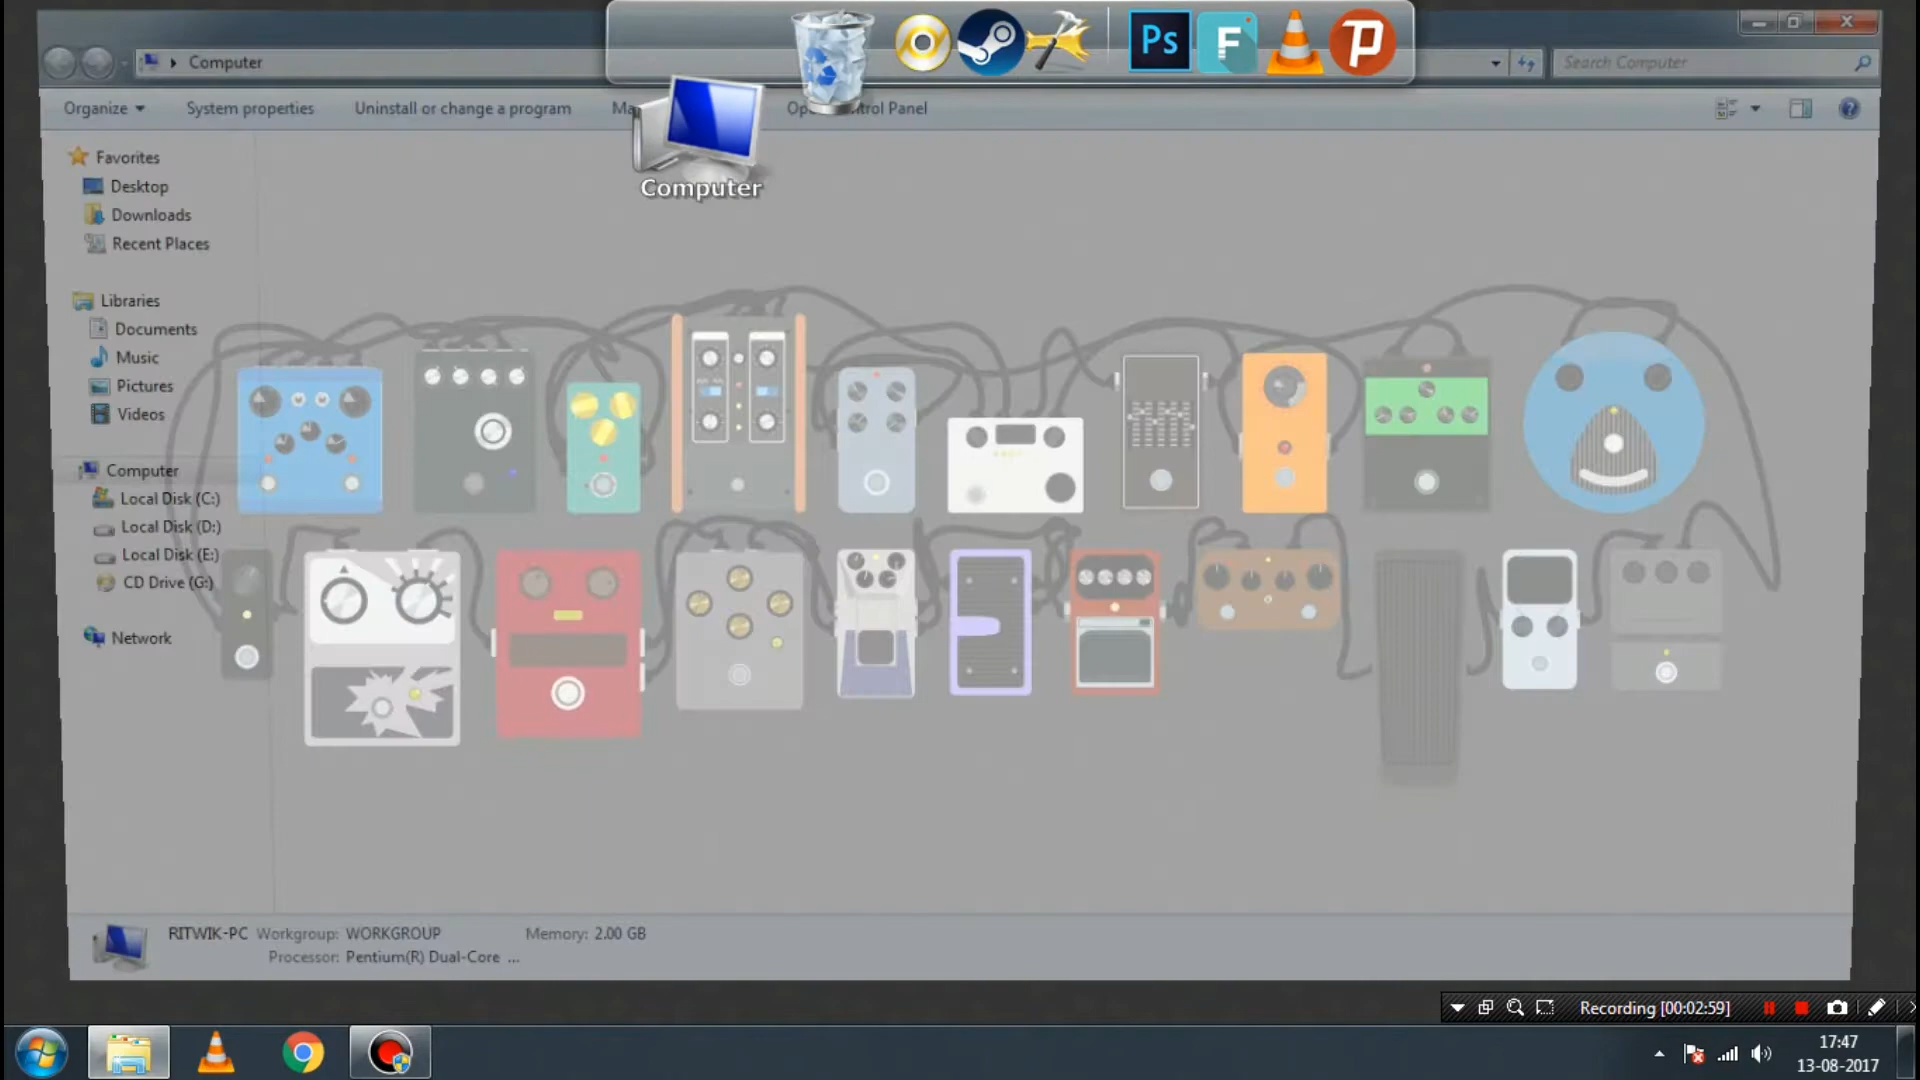 Computer
Search Computer
Organize
System properties
Uninstall or change a program
Computer
Favorites
Desktop
Downloads
Recent Places
Libraries
Documents
Music
Pictures
Videos
Computer
Local Disk (C:)
Local Disk (D:)
Local Disk (E:)
CD Drive (G:)
Network
Ps
F
RITWIK-PC Workgroup: WORKGROUP Memory: 2.00 GB
Processor: Pentium(R) Dual-Core ...
Recording [00:02:59]
17:47
13-08-2017